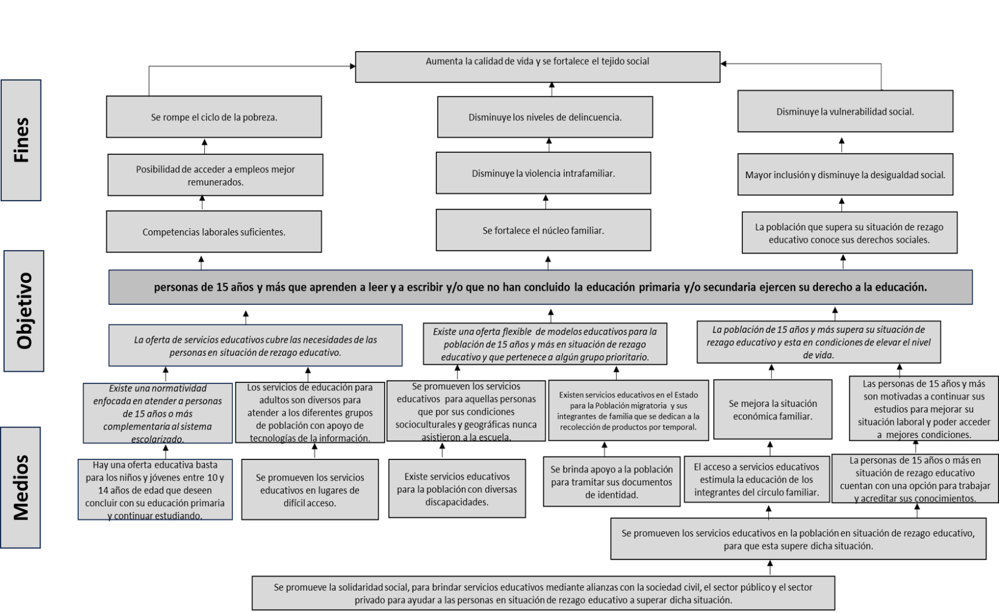 Aumenta la calidad de vida y se fortalece el tejido social
Fines
Se rompe el ciclo de la pobreza.
Disminuye los niveles de delincuencia.
Disminuye la vulnerabilidad social.
Posibilidad de acceder a empleos mejor
remunerados.
Disminuye la violencia intrafamiliar.
Mayor inclusión y disminuye la desigualdad social.
Competencias laborales suficientes.
Se fortalece el núcleo familiar.
La población que supera su situación de rezago
educativo conoce sus derechos sociales.
Objetivo
personas de 15 años y más que aprenden a leer y a escribir y/o que no han concluido la educación primaria y/o secundaria ejercen su derecho a la educación.
La oferta de servicios educativos cubre las necesidades de las
personas en situación de rezago educativo.
Existe una oferta flexible de modelos educativos para la
población de 15 años y más en situación de rezago
educativo y que pertenece a algún grupo prioritario.
La población de 15 años y más supera su situación de
rezago educativo y esta en condiciones de elevar el nivel
de vida.
Existe una normatividad
enfocada en atender a personas
de 15 años o más
complementaria al sistema
escolarizado.
Los servicios de educación para
adultos son diversos para
atender a los diferentes grupos
de población con apoyo de
tecnologías de la información.
Se promueven los servicios
educativos para aquellas personas
que por sus condiciones
socioculturales y geográficas nunca
asistieron a la escuela.
Existen servicios educativos en el Estado
para la Población migratoria y sus
integrantes de familia que se dedican a la
recolección de productos por temporal.
Se mejora la situación
económica familiar.
Las personas de 15 años y más
son motivadas a continuar sus
estudios para mejorar su
situación laboral y poder acceder
a mejores condiciones.
Medios
Hay una oferta educativa basta
para los niños y jóvenes entre 10 y
14 años de edad que deseen
concluir con su educación primaria
y continuar estudiando.
Se promueven los servicios
educativos en lugares de
difícil acceso.
Existe servicios educativos
para la población con diversas
discapacidades.
Se brinda apoyo a la población
para tramitar sus documentos
de identidad.
El acceso a servicios educativos
estimula la educación de los
integrantes del circulo familiar.
La personas de 15 años o más en
situación de rezago educativo
cuentan con una opción para trabajar
y acreditar sus conocimientos.
Se promueven los servicios educativos en la población en situación de rezago educativo,
para que esta supere dicha situación.
Se promueve la solidaridad social, para brindar servicios educativos mediante alianzas con la sociedad civil, el sector público y el sector
privado para ayudar a las personas en situación de rezago educativo a superar dicha situación.